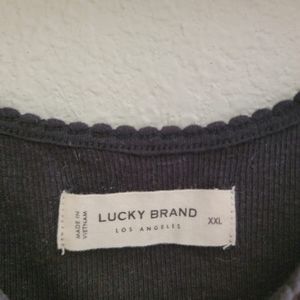 MADE IN
VIETNAM
LUCKY BRAND
LOS ANGELES
XXL